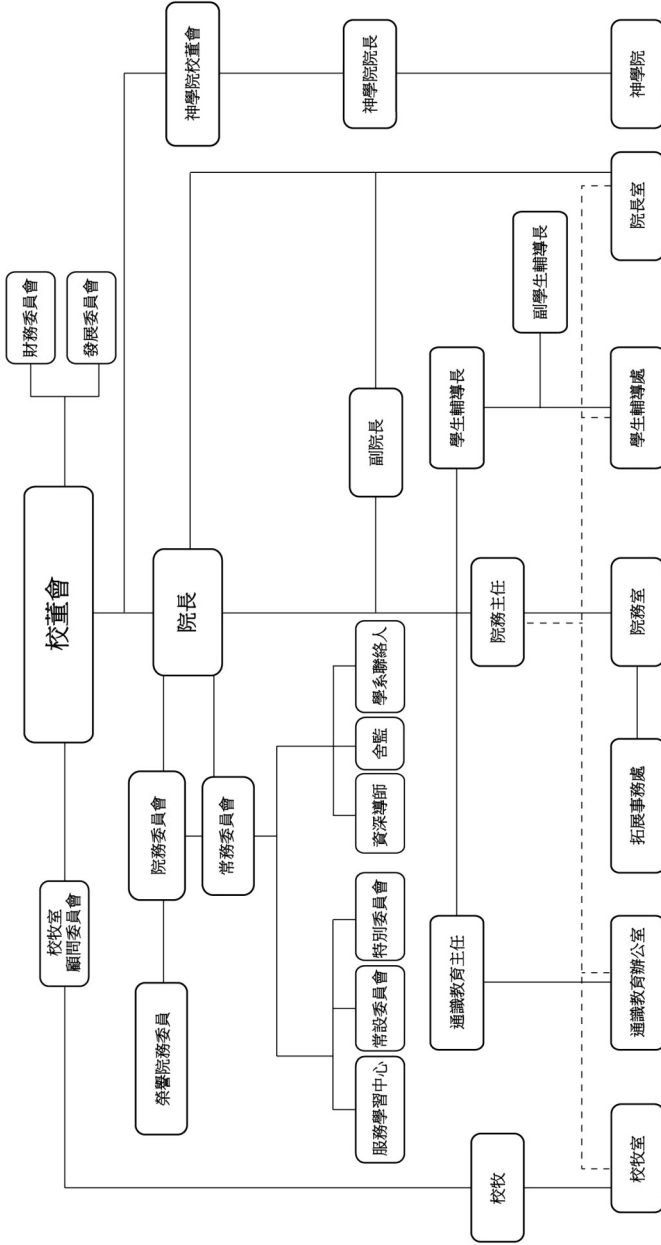 校董會
財務委員會
發展委員會
校牧室
顧問委員會
神學院校董會
院長
院務委員會
榮譽院務委員
常務委員會
神學院院長
副院長
服務學習中心
常設委員會
特別委員會
資深導師
舍監
學系聯絡人
通識教育主任
學生輔導長
校牧
院務主任
副學生輔導長
校牧室
通識教育辦公室
拓展事務處
院務室
學生輔導處
院長室
神學院